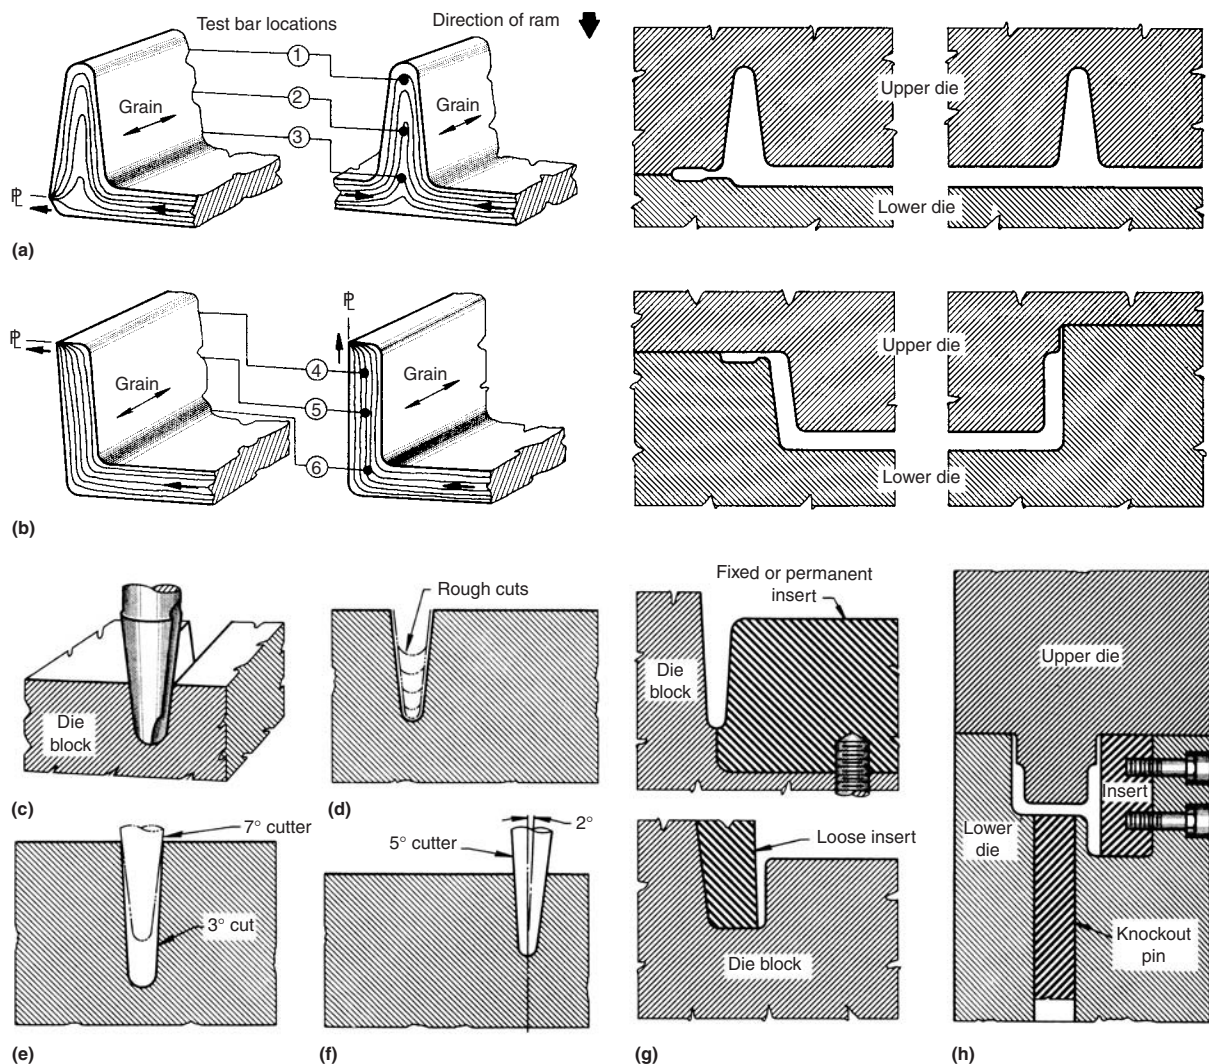 Test bar locations
Direction of ram
1
2
3
Grain
Grain
PL
Upper die
Lower die
(a)
PL
PL
4
5
6
Grain
Grain
Upper die
Lower die
(b)
Die
block
(c)
Rough cuts
(d)
Fixed or permanent
insert
Die
block
Upper die
Insert
Lower
die
Knockout
pin
7° cutter
3° cut
(e)
2°
5° cutter
(f)
Loose insert
Die block
(g)
(h)